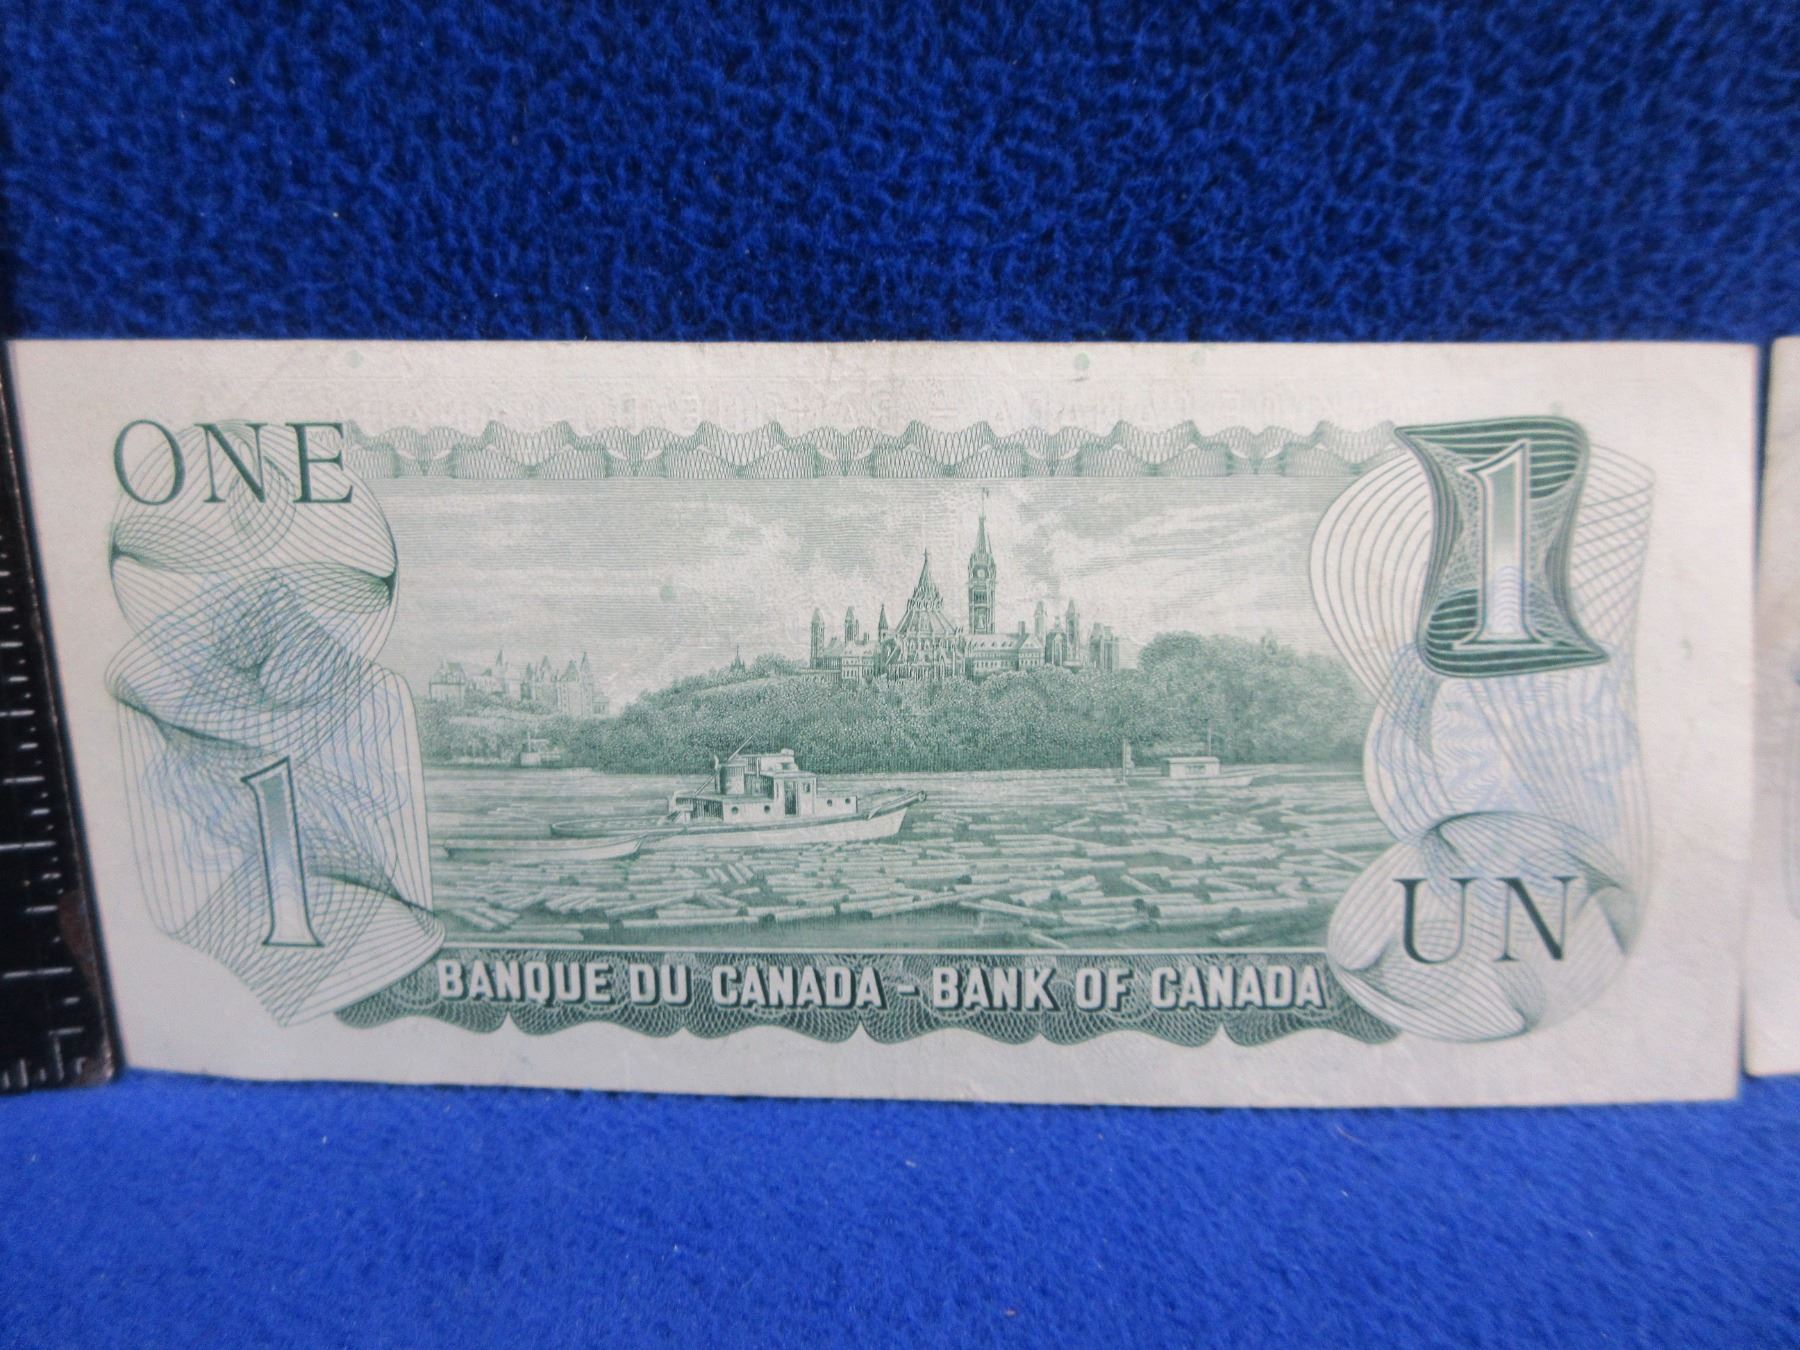 ONE
1
1
UN
BANQUE DU CANADA - BANK OF CANADA